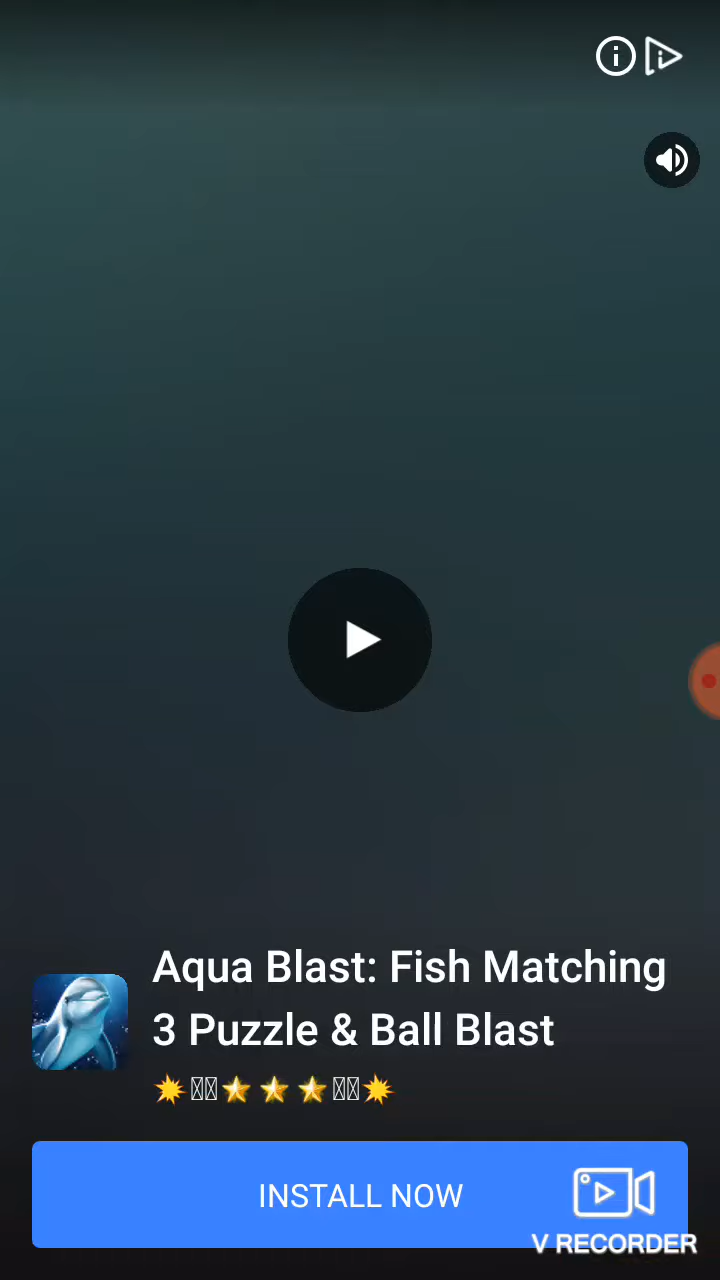 Aqua Blast: Fish Matching
3 Puzzle & Ball Blast
INSTALL NOW
V RECORDER